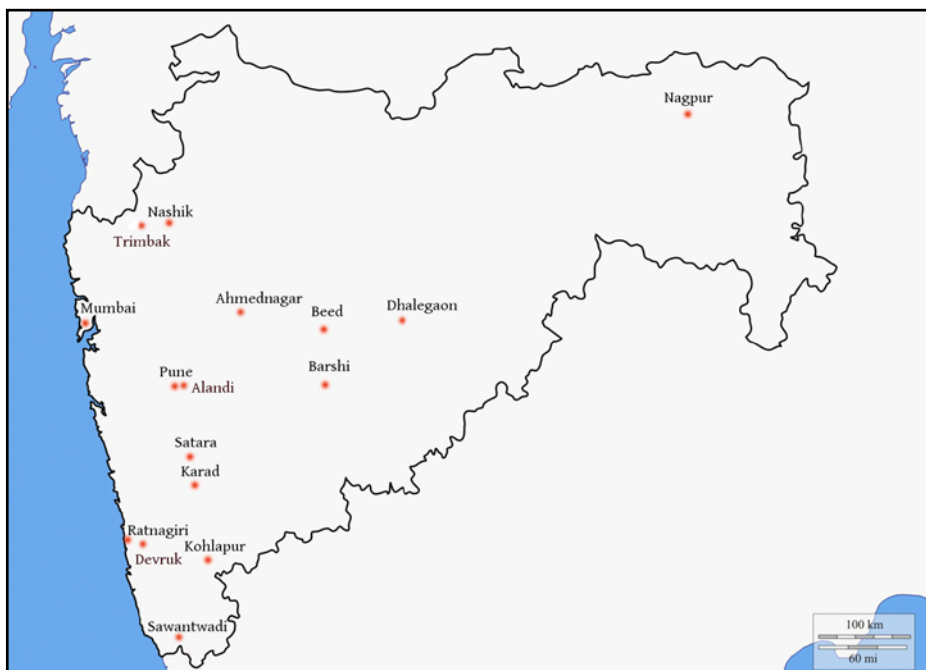 Nagpur
Nashik
Trimbak
Mumbai
Ahmednagar
Beed
Dhalegaon
Pune
Alandi
Barshi
Satara
Karad
Ratnagiri
Devruk
Kohlapur
Sawantwadi
100 km
60 mi